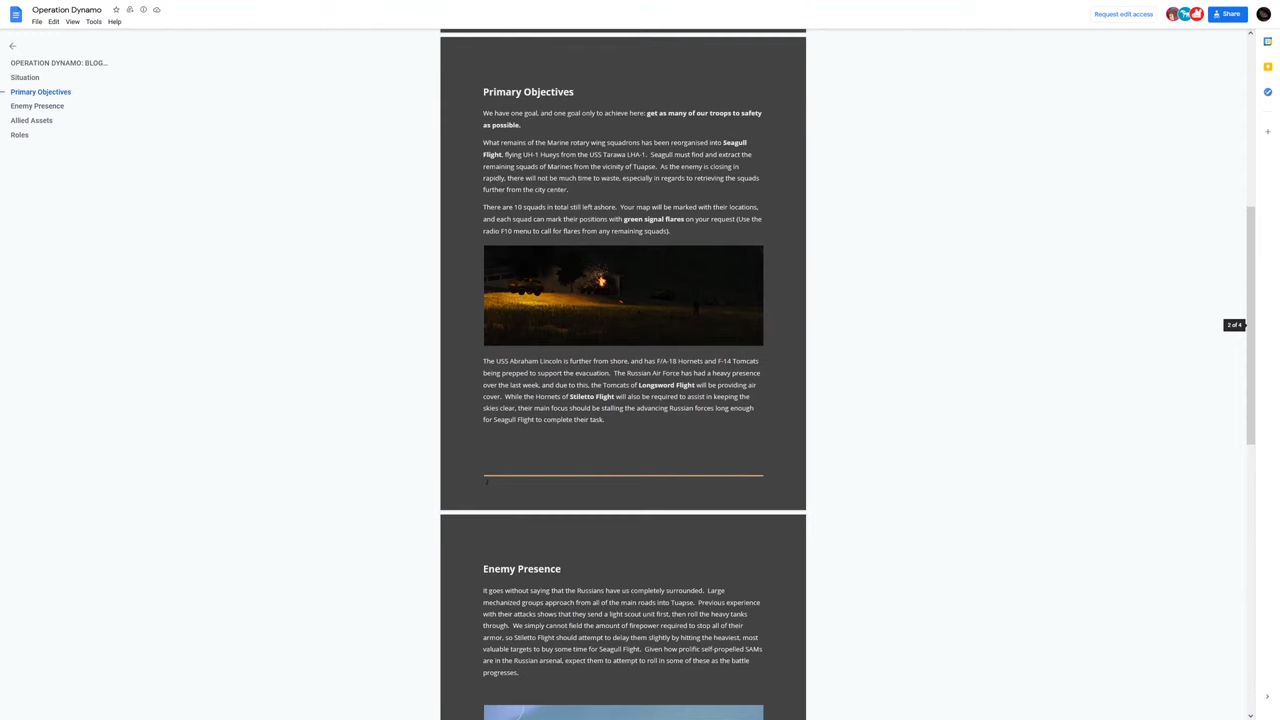 Operation Dynamo
File Edit View Tools Help
Request edit access
Share
OPERATION DYNAMO: BLOG...
Situation
Primary Objectives
Enemy Presence
Allied Assets
Roles
Primary Objectives
We have one goal, and one goal only to achieve here: get as many of our troops to safety
as possible.
What remains of the Marine rotary wing squadrons has been reorganised into Seagull
Flight, flying UH-1 Hueys from the USS Tarawa LHA-1. Seagull must find and extract the
remaining squads of Marines from the vicinity of Tuapse. As the enemy is closing in
rapidly, there will not be much time to waste, especially in regards to retrieving the squads
further from the city center.
There are 10 squads in total still left ashore. Your map will be marked with their locations,
and each squad can mark their positions with green signal flares on your request (Use the
radio F10 menu to call for flares from any remaining squads).
The USS Abraham Lincoln is further from shore, and has F/A-18 Hornets and F-14 Tomcats
being prepped to support the evacuation. The Russian Air Force has had a heavy presence
over the last week, and due to this, the Tomcats of Longsword Flight will be providing air
cover. While the Hornets of Stiletto Flight will also be required to assist in keeping the
skies clear, their main focus should be stalling the advancing Russian forces long enough
for Seagull Flight to complete their task.
2 of 4
Enemy Presence
It goes without saying that the Russians have us completely surrounded. Large
mechanized groups approach from all of the main roads into Tuapse. Previous experience
with their attacks shows that they send a light scout unit first, then roll the heavy tanks
through. We simply cannot field the amount of firepower required to stop all of their
armor, so Stiletto Flight should attempt to delay them slightly by hitting the heaviest, most
valuable targets to buy some time for Seagull Flight. Given how prolific self-propelled SAMs
are in the Russian arsenal, expect them to attempt to roll in some of these as the battle
progresses.